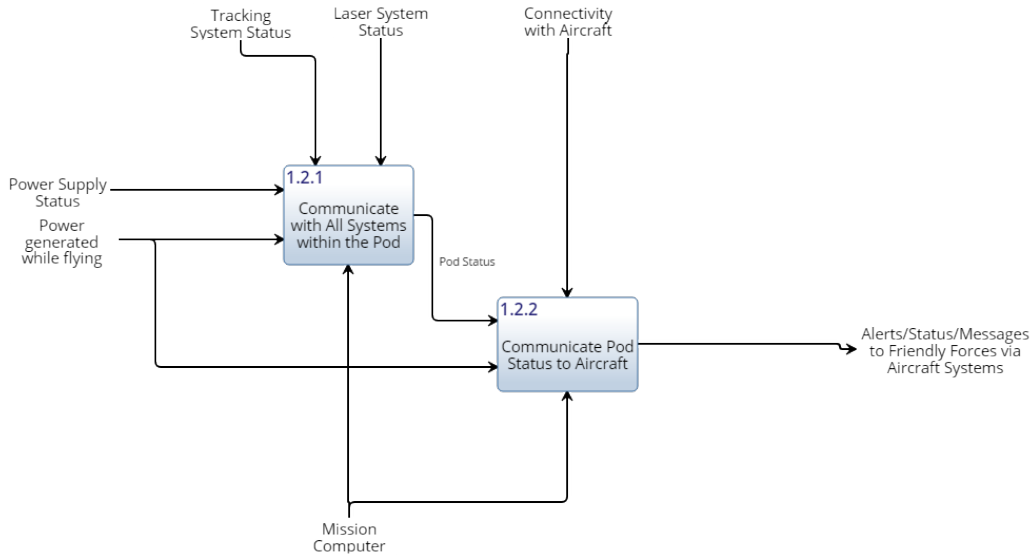 Tracking
System Status
Laser System
Status
Connectivity
with Aircraft
Power Supply
Status
Power
generated
while flying
1.2.1
Communicate
with All Systems
within the Pod
Pod Status
1.2.2
Communicate Pod
Status to Aircraft
Alerts/Status/Messages
to Friendly Forces via
Aircraft Systems
Mission
Computer